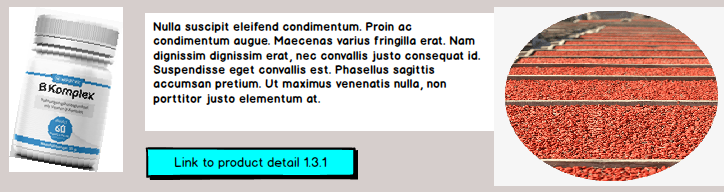 B Komplex
60
Nulla suscipit eleifend condimentum. Proin ac
condimentum augue. Maecenas varius fringilla erat. Nam
dignissim dignissim erat, nec convallis justo consequat id.
Suspendisse eget convallis est. Phasellus sagittis
accumsan pretium. Ut maximus venenatis nulla, non
porttitor justo elementum at.
Link to product detail 1.3.1